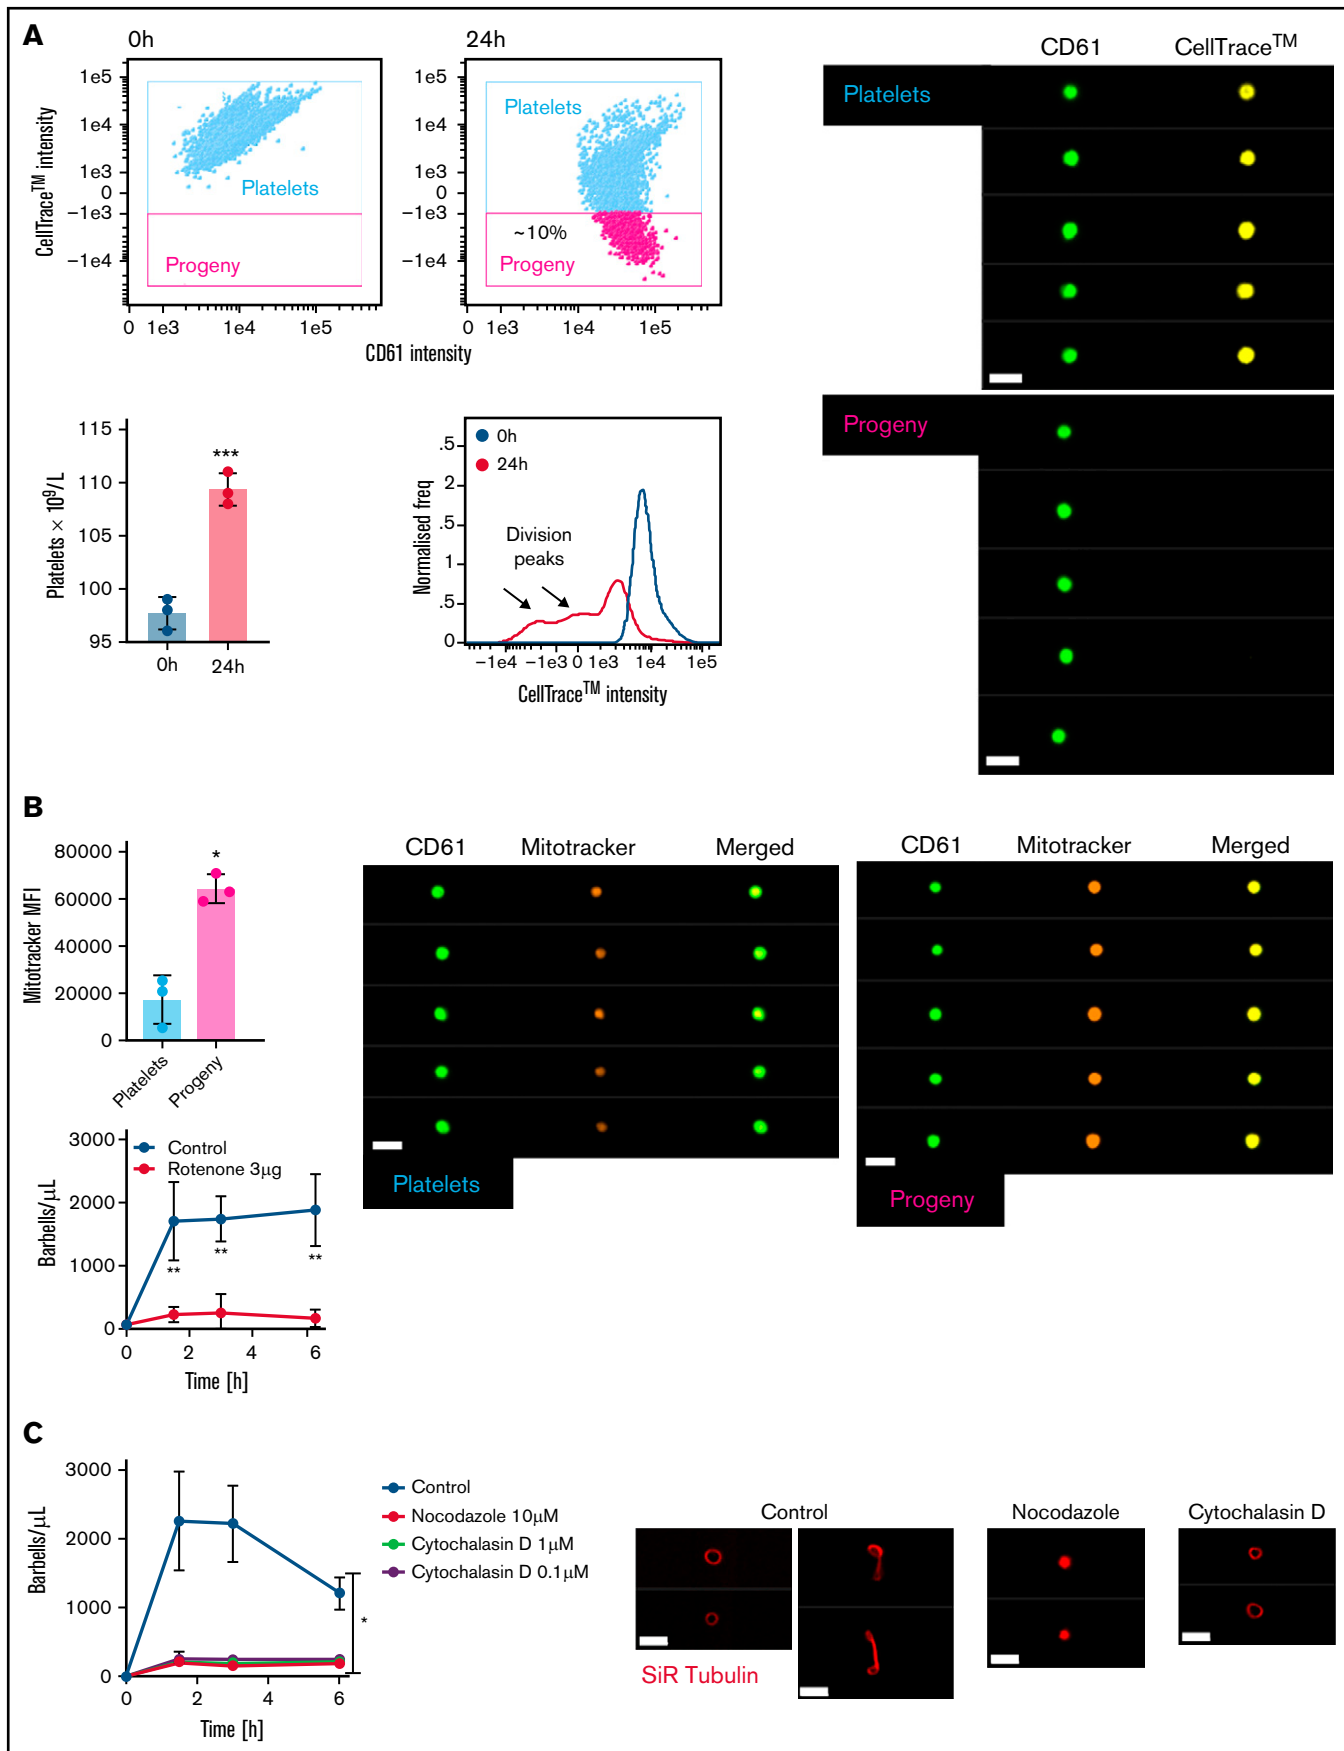 A
0h
24h
CD61
CellTrace™
CellTrace™ intensity
1e5
1e4
1e3
0
−1e3
−1e4
Platelets
Progeny
0 1e3 1e4 1e5
1e5
1e4
1e3
0
−1e3
−1e4
Platelets
~10%
Progeny
0 1e3 1e4 1e5
CD61 intensity
Platelets
Progeny
Platelets × 10⁹/L
115
110
105
100
95
***
0h
24h
Normalised freq
.5
2
.5
1
.5
0
0h
24h
Division
peaks
−1e4 −1e3 0 1e3 1e4 1e5
CellTrace™ intensity
B
Mitotracker MFI
80000
60000
40000
20000
0
*
Platelets
Progeny
CD61 Mitotracker Merged
Platelets
CD61 Mitotracker Merged
Progeny
Barbells/μL
3000
2000
1000
0
Control
Rotenone 3μg
**
**
**
0 2 4 6
Time [h]
C
Barbells/μL
3000
2000
1000
0
*
0 2 4 6
Time [h]
Control
Nocodazole 10μM
Cytochalasin D 1μM
Cytochalasin D 0.1μM
Control
Nocodazole
Cytochalasin D
SiR Tubulin